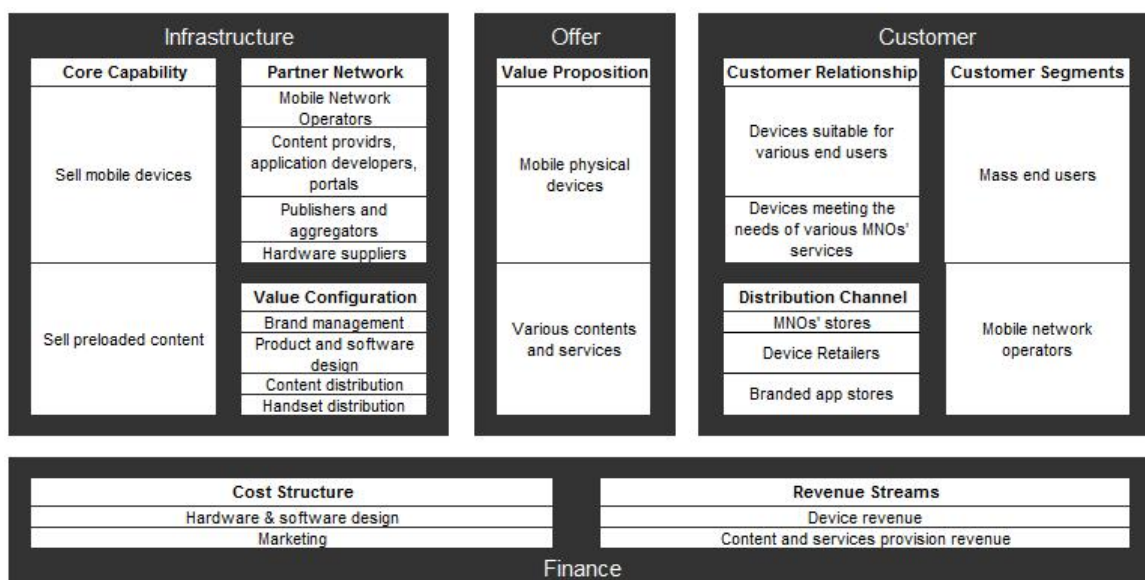 Infrastructure
Core Capability
Sell mobile devices
Sell preloaded content
Partner Network
Mobile Network
Operators
Content providrs,
application developers,
portals
Publishers and
aggregators
Hardware suppliers
Value Configuration
Brand management
Product and software
design
Content distribution
Handset distribution
Offer
Value Proposition
Mobile physical
devices
Various contents
and services
Customer
Customer Relationship
Devices suitable for
various end users
Devices meeting the
needs of various MNOs'
services
Distribution Channel
MNOs' stores
Device Retailers
Branded app stores
Customer Segments
Mass end users
Mobile network
operators
Cost Structure
Hardware & software design
Marketing
Revenue Streams
Device revenue
Content and services provision revenue
Finance